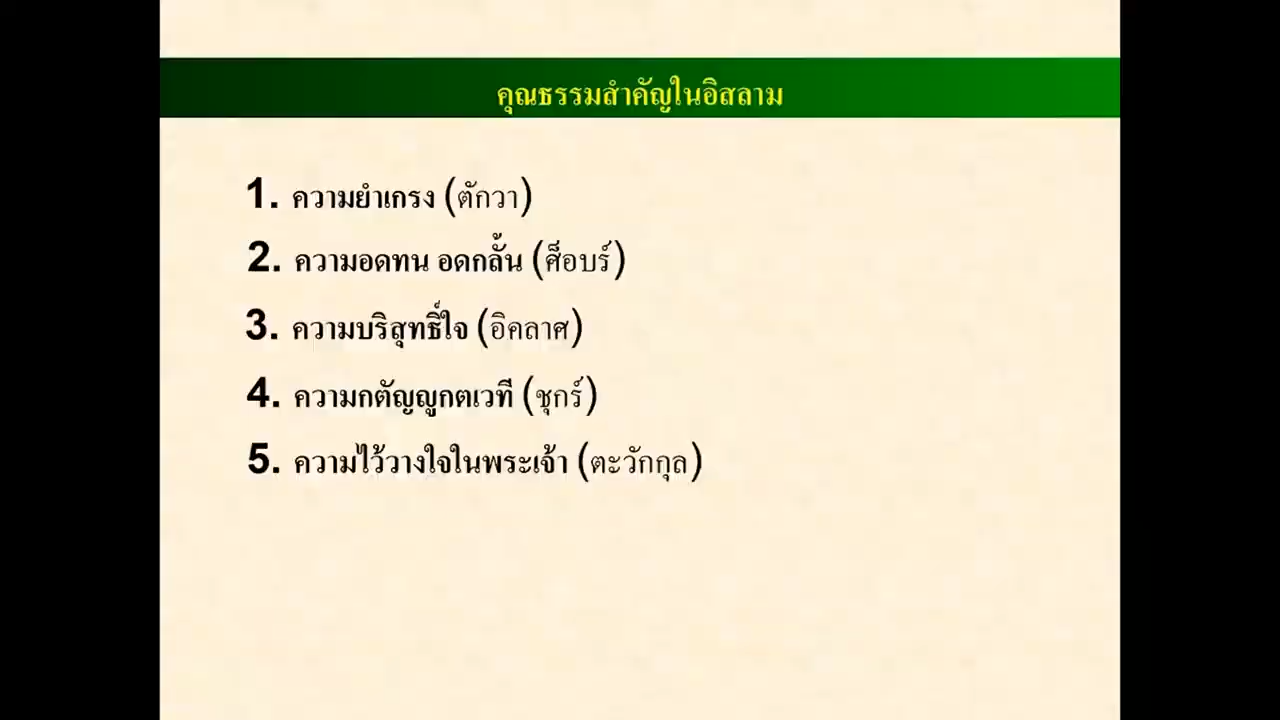 คุณธรรมสำคัญในอิสลาม
1. ความยำเกรง (ตักวา)
2. ความอดทน อดกลั้น (ศ็อบร์)
3. ความบริสุทธิ์ใจ (อิคลาศ)
4. ความกตัญญูกตเวที (ชุกร์)
5. ความไว้วางใจในพระเจ้า (ตะวักกุล)